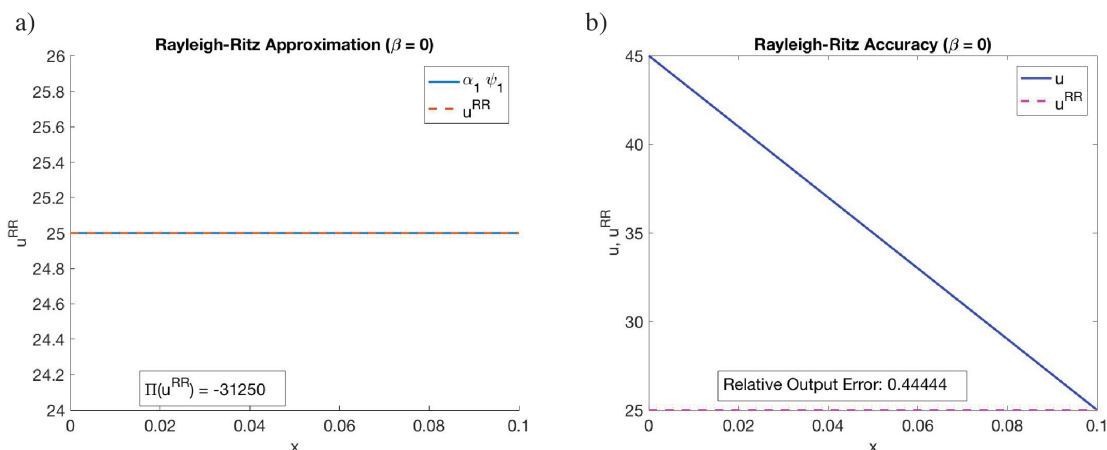 a)
Rayleigh-Ritz Approximation (β = 0)
26
25.8
25.6
25.4
25.2
25
24.8
24.6
24.4
24.2
24
u^RR
α₁ ψ₁
u^RR
Π(u^RR) = -31250
0
0.02
0.04
0.06
0.08
0.1
x
b)
Rayleigh-Ritz Accuracy (β = 0)
45
40
35
30
25
u, u^RR
u
u^RR
Relative Output Error: 0.44444
0
0.02
0.04
0.06
0.08
0.1
x